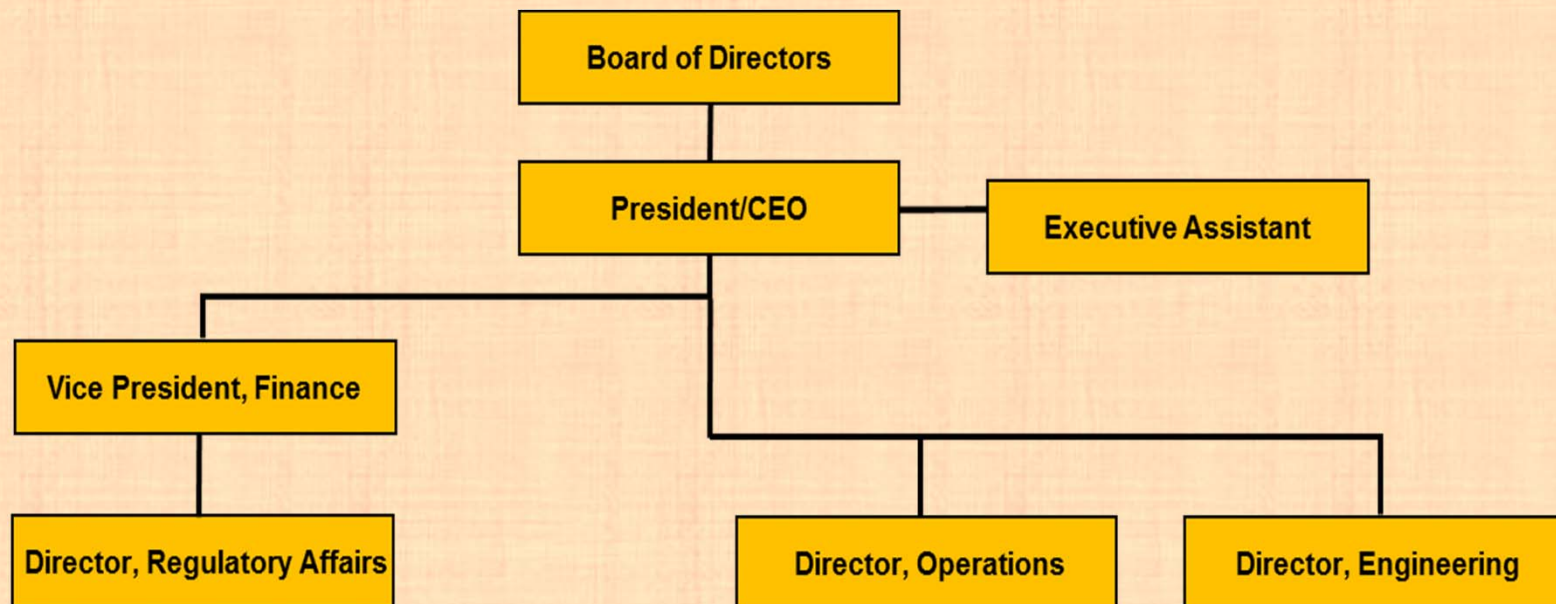 Board of Directors
President/CEO
Executive Assistant
Vice President, Finance
Director, Regulatory Affairs
Director, Operations
Director, Engineering